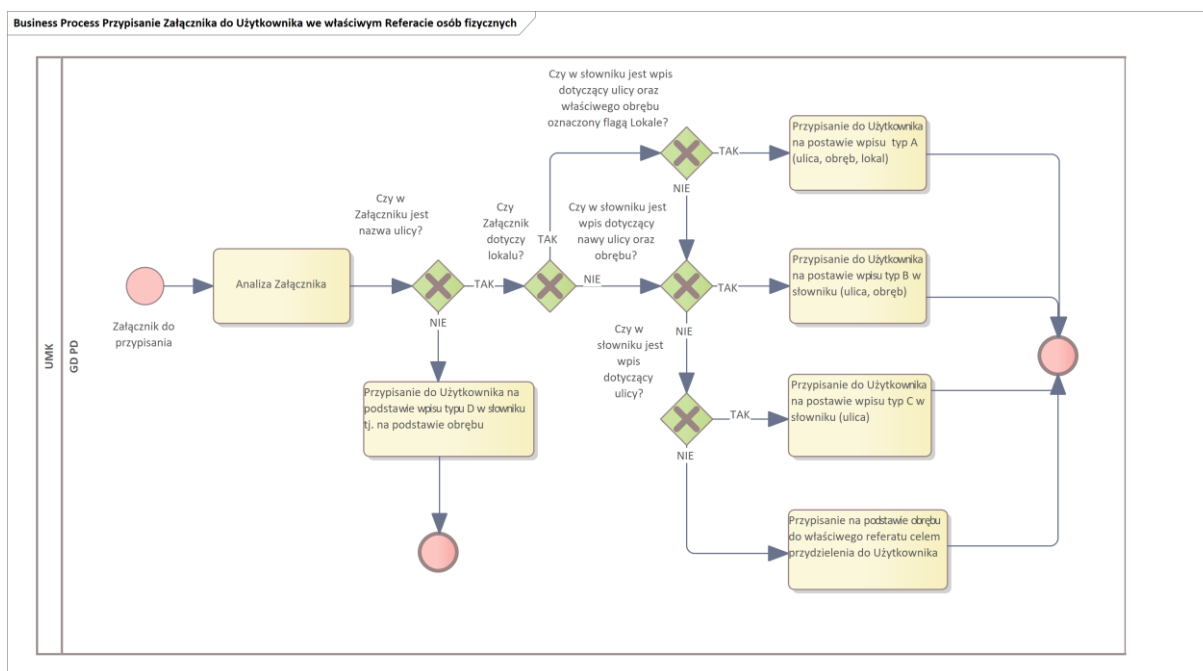 Business Process Przypisanie Załącznika do Użytkownika we właściwym Referacie osób fizycznych
UMK
GD PD
Załącznik do
przypisania
Analiza Załącznika
Czy w
Załączniku jest
nazwa ulicy?
TAK
NIE
Przypisanie do Użytkownika na
podstawie wpisu typu D w słowniku
tj. na podstawie obrębu
Czy
Załącznik
dotyczy
lokalu?
TAK
NIE
Czy w słowniku jest wpis
dotyczący ulicy oraz
właściwego obrębu
oznaczony flagą Lokale?
TAK
NIE
Przypisanie do Użytkownika
na postawie wpisu typ A
(ulica, obręb, lokal)
Czy w słowniku jest
wpis dotyczący
nawy ulicy oraz
obrębu?
TAK
NIE
Przypisanie do Użytkownika
na postawie wpisu typ B w
słowniku (ulica, obręb)
Czy w
słowniku jest
wpis
dotyczący
ulicy?
TAK
NIE
Przypisanie do Użytkownika
na postawie wpisu typ C w
słowniku (ulica)
Przypisanie na podstawie obrębu
do właściwego referatu celem
przydzielenia do Użytkownika